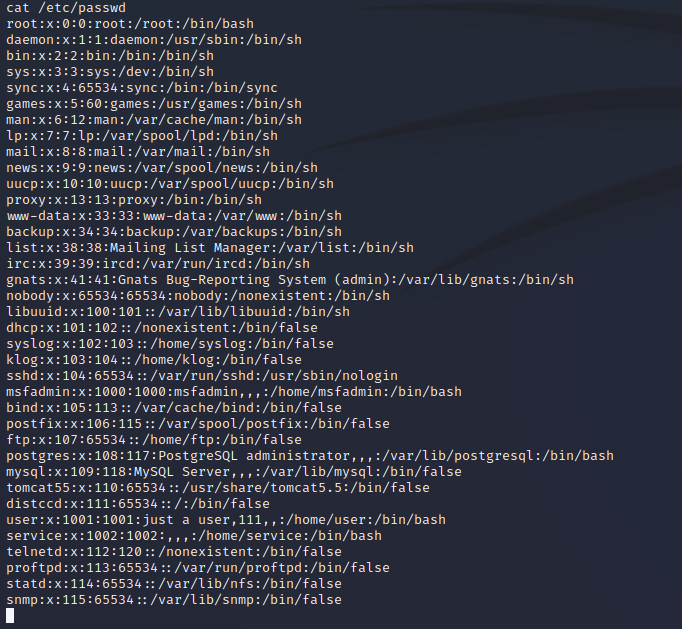 cat /etc/passwd
root:x:0:0:root:/root:/bin/bash
daemon:x:1:1:daemon:/usr/sbin:/bin/sh
bin:x:2:2:bin:/bin:/bin/sh
sys:x:3:3:sys:/dev:/bin/sh
sync:x:4:65534:sync:/bin:/bin/sync
games:x:5:60:games:/usr/games:/bin/sh
man:x:6:12:man:/var/cache/man:/bin/sh
lp:x:7:7:lp:/var/spool/lpd:/bin/sh
mail:x:8:8:mail:/var/mail:/bin/sh
news:x:9:9:news:/var/spool/news:/bin/sh
uucp:x:10:10:uucp:/var/spool/uucp:/bin/sh
proxy:x:13:13:proxy:/bin:/bin/sh
www-data:x:33:33:www-data:/var/www:/bin/sh
backup:x:34:34:backup:/var/backups:/bin/sh
list:x:38:38:Mailing List Manager:/var/list:/bin/sh
irc:x:39:39:ircd:/var/run/ircd:/bin/sh
gnats:x:41:41:Gnats Bug-Reporting System (admin):/var/lib/gnats:/bin/sh
nobody:x:65534:65534:nobody:/nonexistent:/bin/sh
libuuid:x:100:101::/var/lib/libuuid:/bin/sh
dhcp:x:101:102::/nonexistent:/bin/false
syslog:x:102:103::/home/syslog:/bin/false
klog:x:103:104::/home/klog:/bin/false
sshd:x:104:65534::/var/run/sshd:/usr/sbin/nologin
msfadmin:x:1000:1000:msfadmin,,,:/home/msfadmin:/bin/bash
bind:x:105:113::/var/cache/bind:/bin/false
postfix:x:106:115::/var/spool/postfix:/bin/false
ftp:x:107:65534::/home/ftp:/bin/false
postgres:x:108:117:PostgreSQL administrator,,,:/var/lib/postgresql:/bin/bash
mysql:x:109:118:MySQL Server,,,:/var/lib/mysql:/bin/false
tomcat55:x:110:65534::/usr/share/tomcat5.5:/bin/false
distccd:x:111:65534::/:/bin/false
user:x:1001:1001:just a user,111,,:/home/user:/bin/bash
service:x:1002:1002:,,,:/home/service:/bin/bash
telnetd:x:112:120::/nonexistent:/bin/false
proftpd:x:113:65534::/var/run/proftpd:/bin/false
statd:x:114:65534::/var/lib/nfs:/bin/false
snmp:x:115:65534::/var/lib/snmp:/bin/false